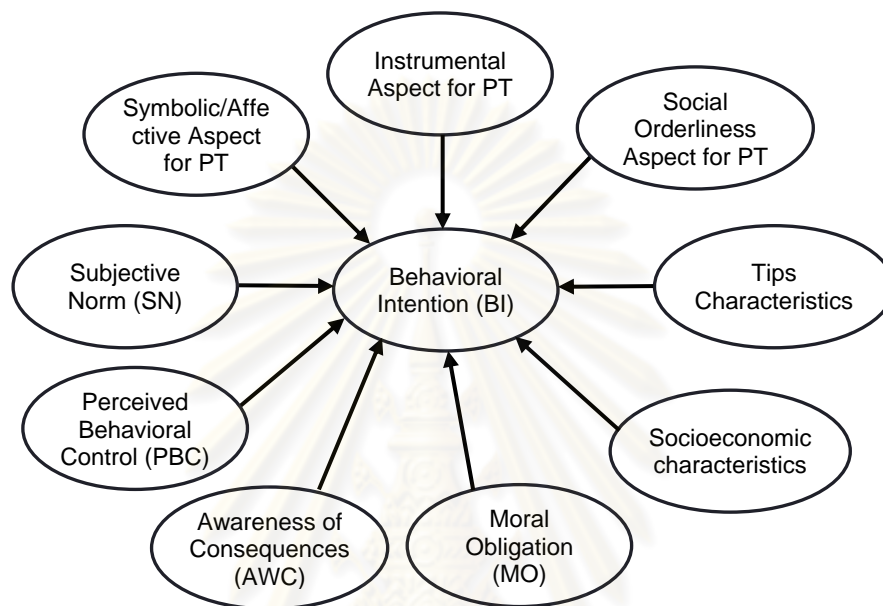 Instrumental
Aspect for PT
Symbolic/Affe
ctive Aspect
for PT
Social
Orderliness
Aspect for PT
Subjective
Norm (SN)
Behavioral
Intention (BI)
Tips
Characteristics
Perceived
Behavioral
Control (PBC)
Socioeconomic
characteristics
Awareness of
Consequences
(AWC)
Moral
Obligation
(MO)